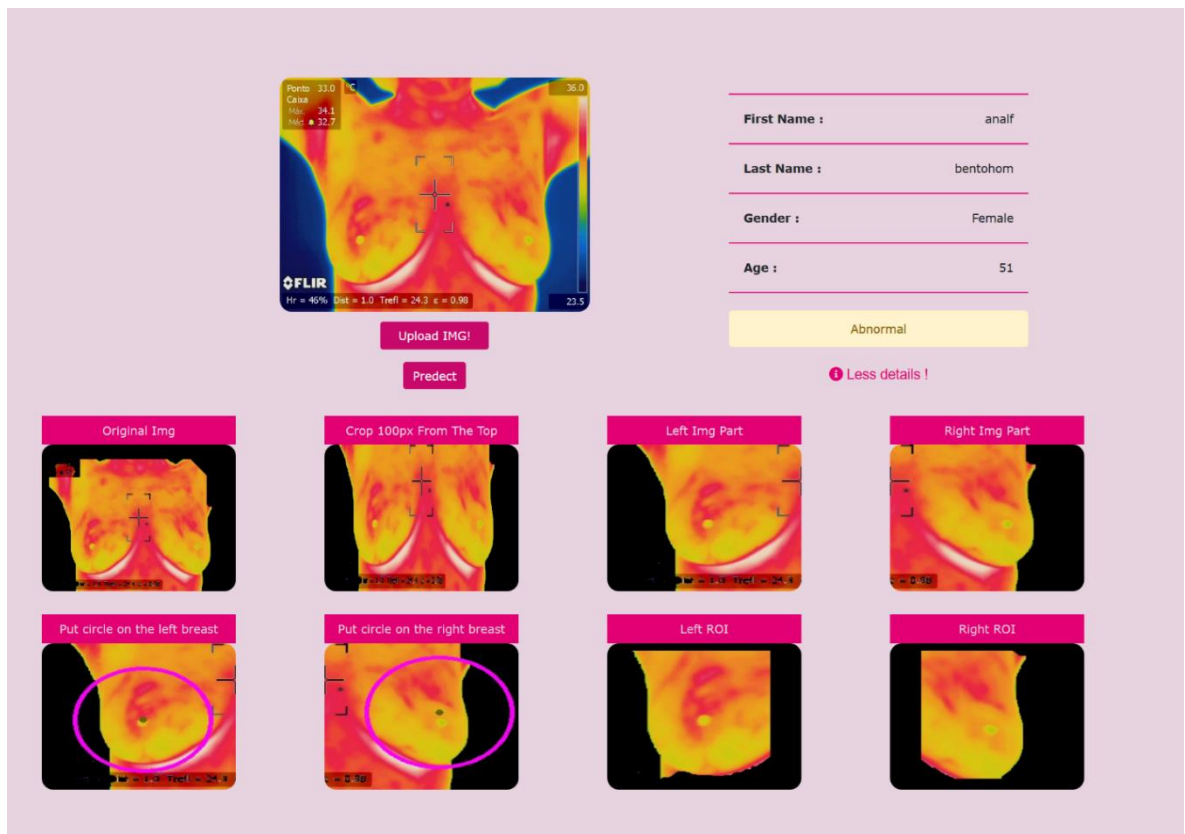 Ponto 33.0 °C
36.0
Caixa
Máx. 34.1
32.7
FLIR
Hr = 46% Dist = 1.0 Trefl = 24.3 ε = 0.98
23.5
Upload IMG!
Predect
First Name : analf
Last Name : bentohom
Gender : Female
Age : 51
Abnormal
Less details !
Original Img
Crop 100px From The Top
Left Img Part
Right Img Part
Put circle on the left breast
Put circle on the right breast
Left ROI
Right ROI